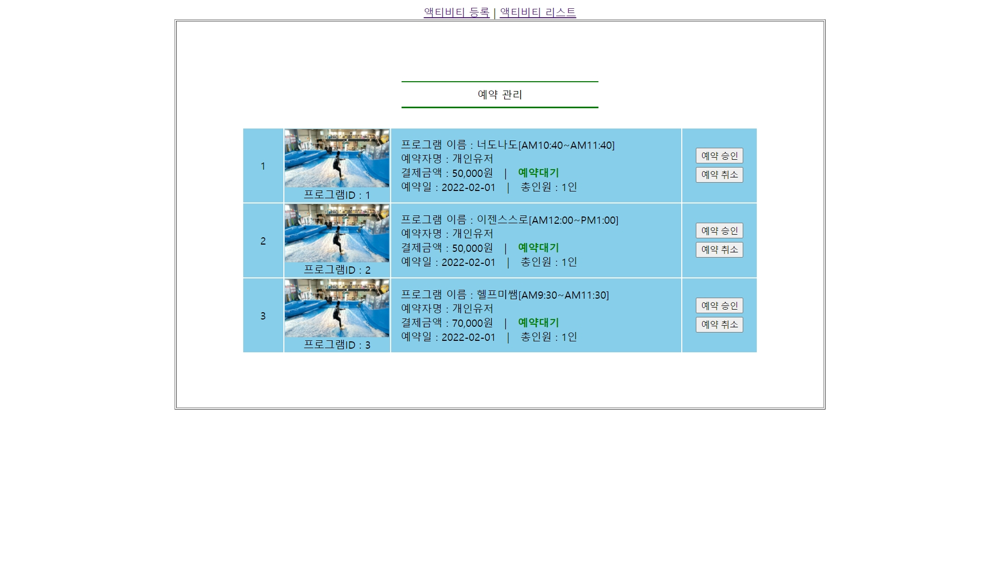 액티비티 등록 | 액티비티 리스트
예약 관리
1
프로그램ID : 1
프로그램 이름 : 너도나도[AM10:40~AM11:40]
예약자명 : 개인유저
결제금액 : 50,000원 | 예약대기
예약일 : 2022-02-01 | 총인원 : 1인
예약 승인
예약 취소
2
프로그램ID : 2
프로그램 이름 : 이젠스스로[AM12:00~PM1:00]
예약자명 : 개인유저
결제금액 : 50,000원 | 예약대기
예약일 : 2022-02-01 | 총인원 : 1인
예약 승인
예약 취소
3
프로그램ID : 3
프로그램 이름 : 헬프미쌤[AM9:30~AM11:30]
예약자명 : 개인유저
결제금액 : 70,000원 | 예약대기
예약일 : 2022-02-01 | 총인원 : 1인
예약 승인
예약 취소